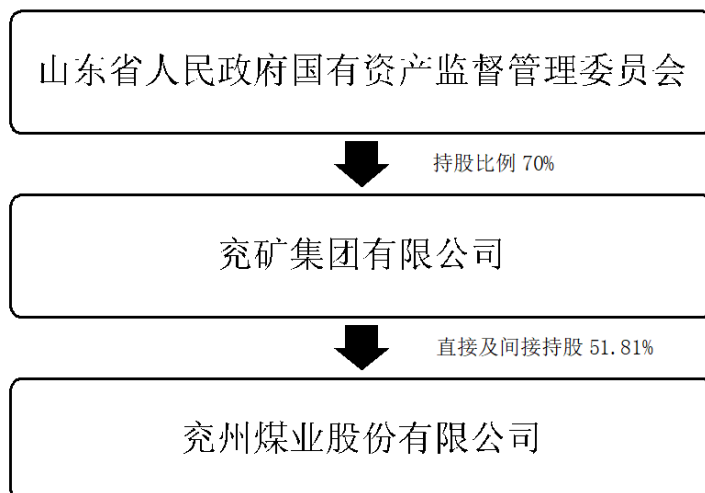 山东省人民政府国有资产监督管理委员会
持股比例 70%
兖矿集团有限公司
直接及间接持股 51.81%
兖州煤业股份有限公司